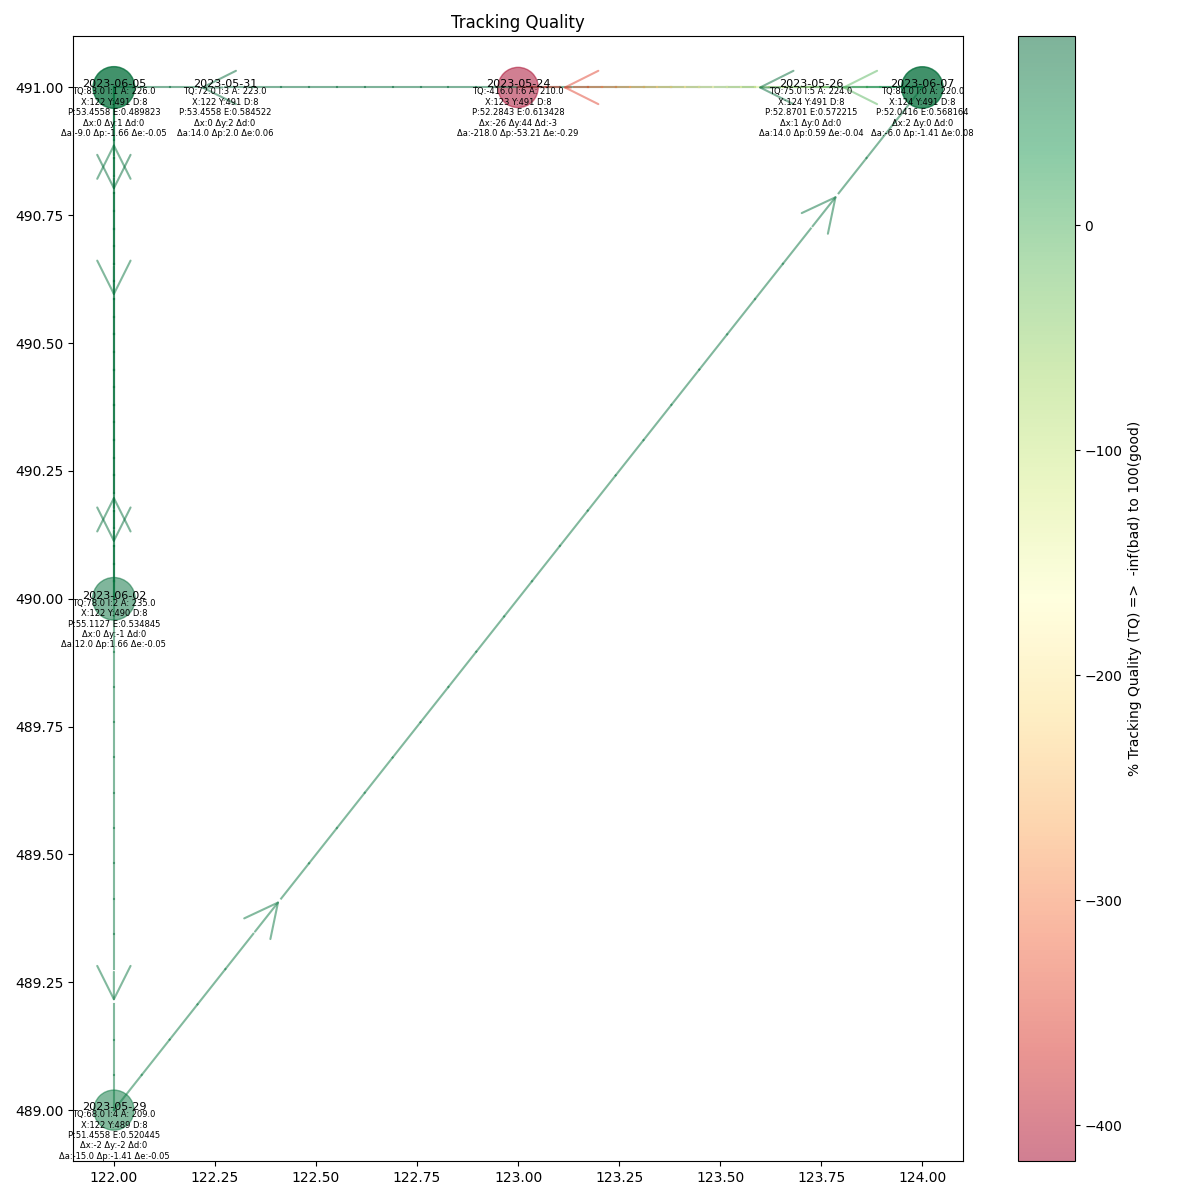 Tracking Quality
2023-06-05
TQ:83.0 I:1 A: 226.0
X:122 Y:491 D:8
P:53.4558 E:0.489823
Δx:0 Δy:1 Δd:0
Δa:-9.0 Δp:-1.66 Δe:-0.05
2023-05-31
TQ:72.0 I:3 A: 223.0
X:122 Y:491 D:8
P:53.4558 E:0.584522
Δx:0 Δy:2 Δd:0
Δa:14.0 Δp:2.0 Δe:0.06
2023-05-24
TQ:-416.0 I:6 A: 210.0
X:123 Y:491 D:8
P:52.2843 E:0.613428
Δx:-26 Δy:44 Δd:-3
Δa:-218.0 Δp:-53.21 Δe:-0.29
2023-05-26
TQ:75.0 I:5 A: 224.0
X:124 Y:491 D:8
P:52.8701 E:0.572215
Δx:1 Δy:0 Δd:0
Δa:14.0 Δp:0.59 Δe:-0.04
2023-06-07
TQ:84.0 I:0 A: 220.0
X:124 Y:491 D:8
P:52.0416 E:0.568164
Δx:2 Δy:0 Δd:0
Δa:-6.0 Δp:-1.41 Δe:0.08
2023-06-02
TQ:78.0 I:2 A: 235.0
X:122 Y:490 D:8
P:55.1127 E:0.534845
Δx:0 Δy:-1 Δd:0
Δa:12.0 Δp:1.66 Δe:-0.05
2023-05-29
TQ:68.0 I:4 A: 209.0
X:122 Y:489 D:8
P:51.4558 E:0.520445
Δx:-2 Δy:-2 Δd:0
Δa:-15.0 Δp:-1.41 Δe:-0.05
491.00
490.75
490.50
490.25
490.00
489.75
489.50
489.25
489.00
122.00
122.25
122.50
122.75
123.00
123.25
123.50
123.75
124.00
0
−100
−200
−300
−400
% Tracking Quality (TQ) => -inf(bad) to 100(good)